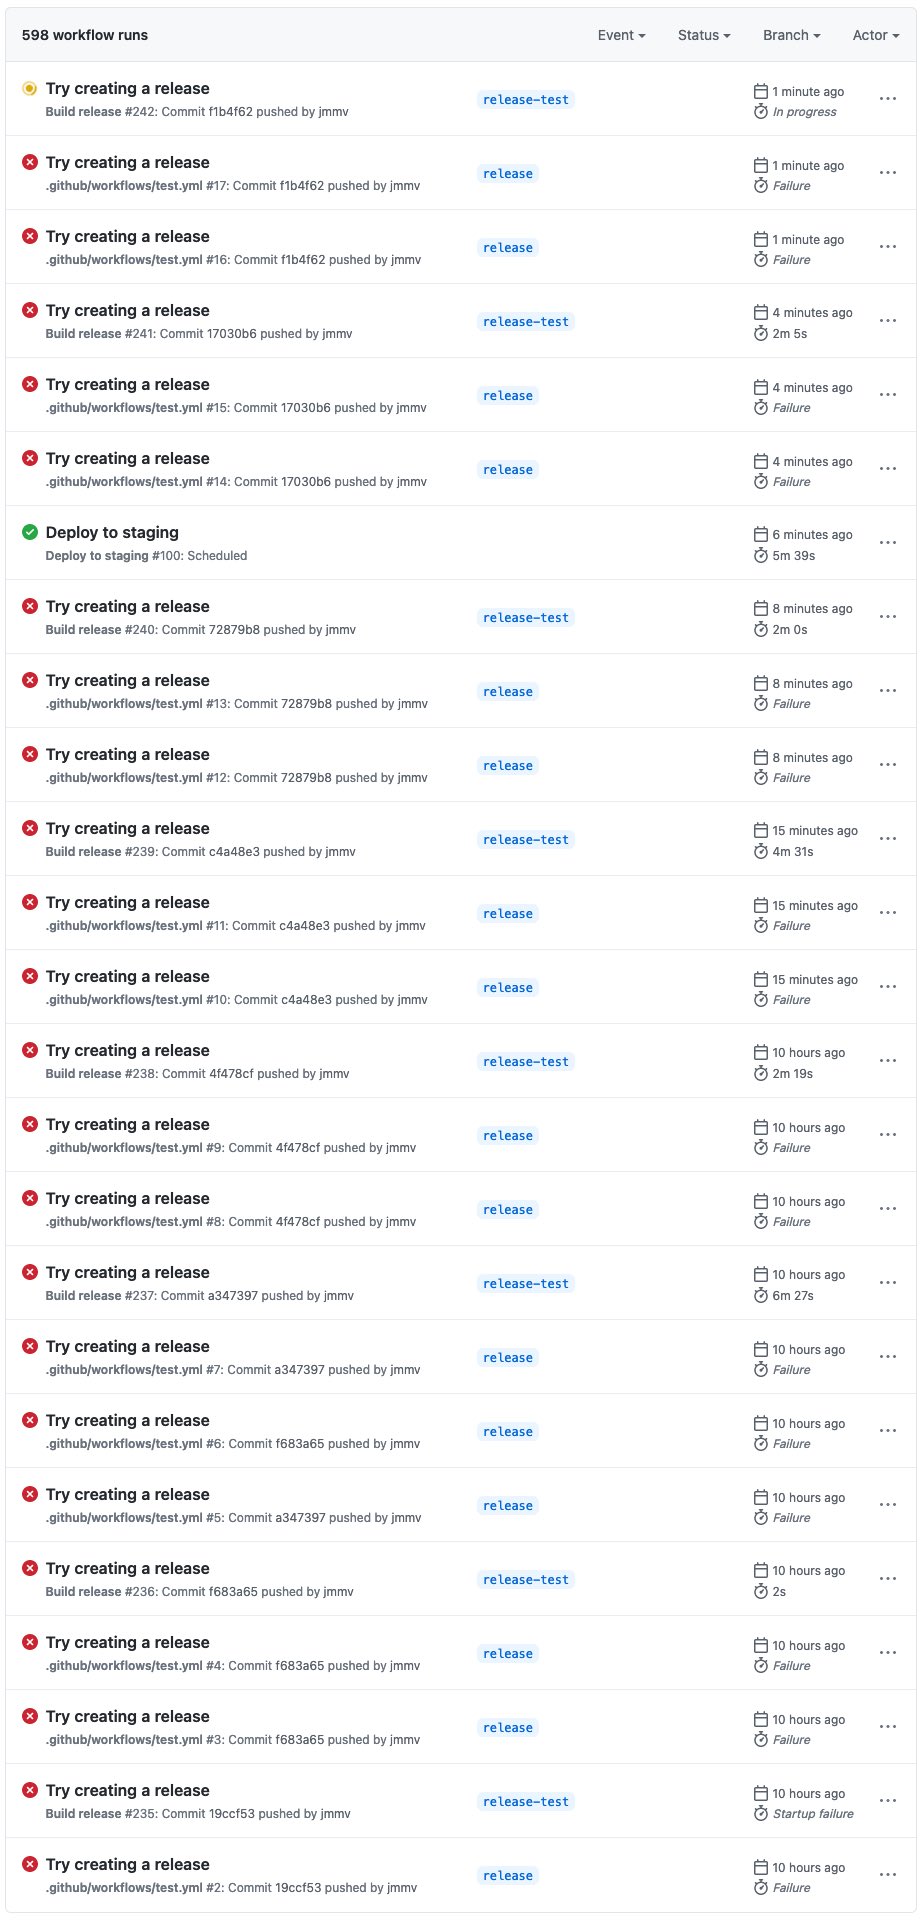 598 workflow runs Event Status Branch Actor
Try creating a release
Build release #242: Commit f1b4f62 pushed by jmmv
release-test
1 minute ago
In progress
Try creating a release
.github/workflows/test.yml #17: Commit f1b4f62 pushed by jmmv
release
1 minute ago
Failure
Try creating a release
.github/workflows/test.yml #16: Commit f1b4f62 pushed by jmmv
release
1 minute ago
Failure
Try creating a release
Build release #241: Commit 17030b6 pushed by jmmv
release-test
4 minutes ago
2m 5s
Try creating a release
.github/workflows/test.yml #15: Commit 17030b6 pushed by jmmv
release
4 minutes ago
Failure
Try creating a release
.github/workflows/test.yml #14: Commit 17030b6 pushed by jmmv
release
4 minutes ago
Failure
Deploy to staging
Deploy to staging #100: Scheduled
6 minutes ago
5m 39s
Try creating a release
Build release #240: Commit 72879b8 pushed by jmmv
release-test
8 minutes ago
2m 0s
Try creating a release
.github/workflows/test.yml #13: Commit 72879b8 pushed by jmmv
release
8 minutes ago
Failure
Try creating a release
.github/workflows/test.yml #12: Commit 72879b8 pushed by jmmv
release
8 minutes ago
Failure
Try creating a release
Build release #239: Commit c4a48e3 pushed by jmmv
release-test
15 minutes ago
4m 31s
Try creating a release
.github/workflows/test.yml #11: Commit c4a48e3 pushed by jmmv
release
15 minutes ago
Failure
Try creating a release
.github/workflows/test.yml #10: Commit c4a48e3 pushed by jmmv
release
15 minutes ago
Failure
Try creating a release
Build release #238: Commit 4f478cf pushed by jmmv
release-test
10 hours ago
2m 19s
Try creating a release
.github/workflows/test.yml #9: Commit 4f478cf pushed by jmmv
release
10 hours ago
Failure
Try creating a release
.github/workflows/test.yml #8: Commit 4f478cf pushed by jmmv
release
10 hours ago
Failure
Try creating a release
Build release #237: Commit a347397 pushed by jmmv
release-test
10 hours ago
6m 27s
Try creating a release
.github/workflows/test.yml #7: Commit a347397 pushed by jmmv
release
10 hours ago
Failure
Try creating a release
.github/workflows/test.yml #6: Commit f683a65 pushed by jmmv
release
10 hours ago
Failure
Try creating a release
.github/workflows/test.yml #5: Commit a347397 pushed by jmmv
release
10 hours ago
Failure
Try creating a release
Build release #236: Commit f683a65 pushed by jmmv
release-test
10 hours ago
2s
Try creating a release
.github/workflows/test.yml #4: Commit f683a65 pushed by jmmv
release
10 hours ago
Failure
Try creating a release
.github/workflows/test.yml #3: Commit f683a65 pushed by jmmv
release
10 hours ago
Failure
Try creating a release
Build release #235: Commit 19ccf53 pushed by jmmv
release-test
10 hours ago
Startup failure
Try creating a release
.github/workflows/test.yml #2: Commit 19ccf53 pushed by jmmv
release
10 hours ago
Failure